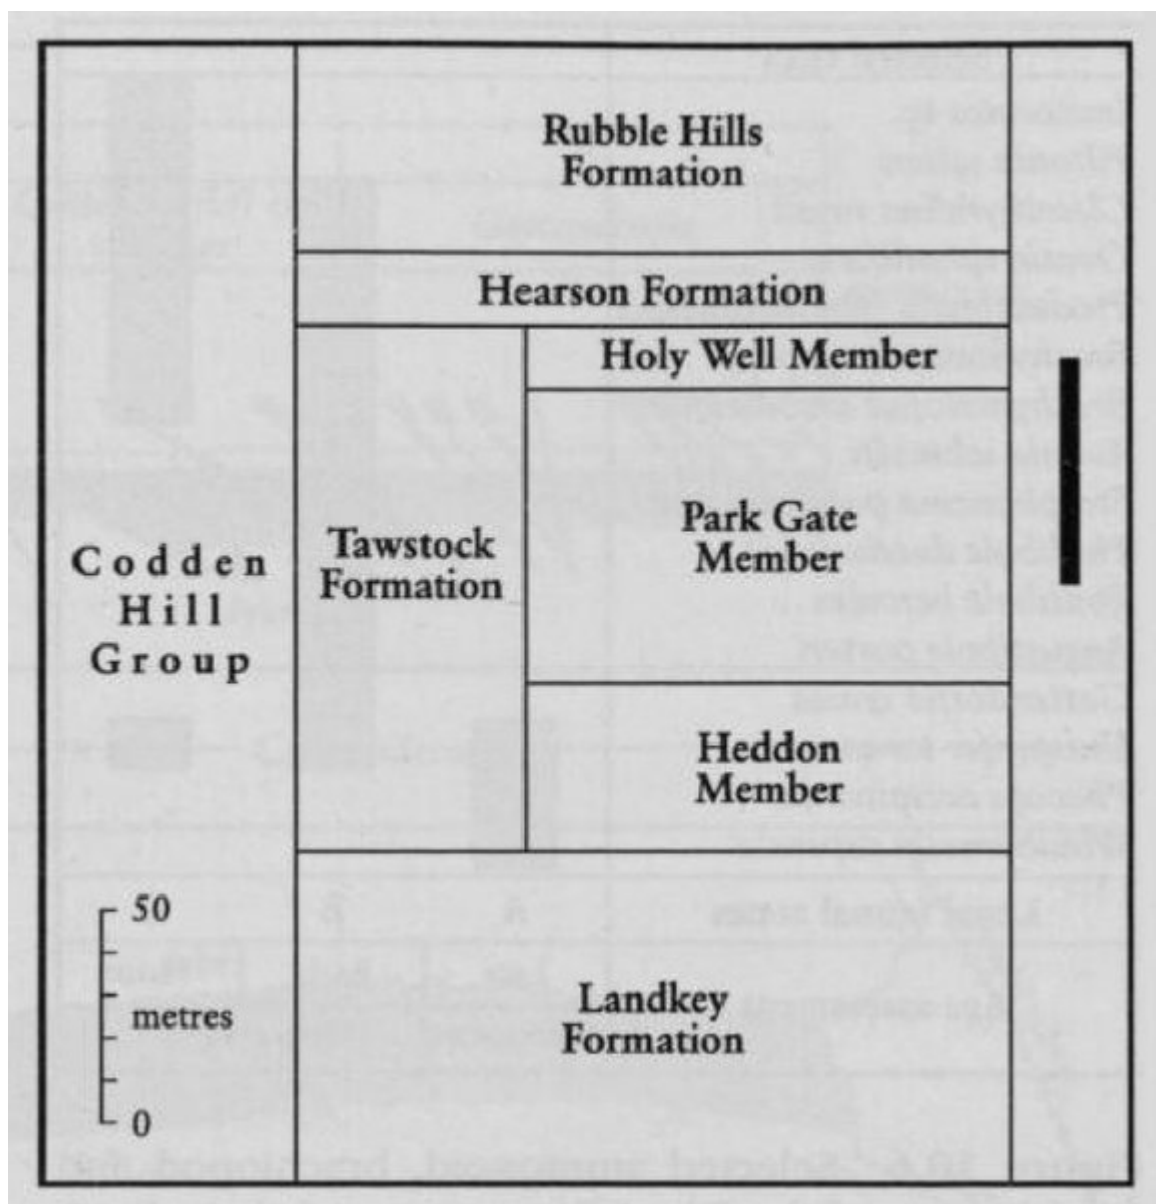 Rubble Hills
Formation
Hearson Formation
Holy Well Member
Tawstock
Formation
Park Gate
Member
Codden
Hill
Group
Heddon
Member
50
metres
0
Landkey
Formation